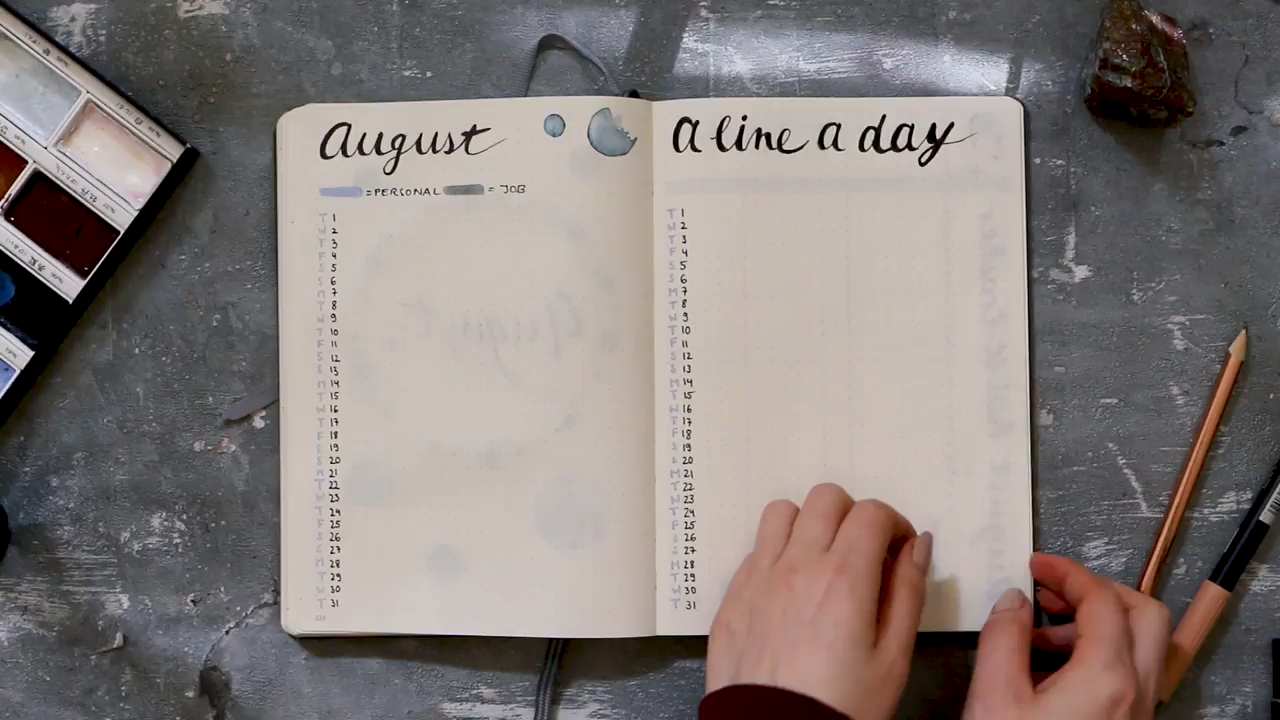 August
= PERSONAL = JOB
T 1
W 2
T 3
F 4
S 5
S 6
M 7
T 8
W 9
T 10
F 11
S 12
S 13
M 14
T 15
W 16
T 17
F 18
S 19
S 20
M 21
T 22
W 23
T 24
F 25
S 26
S 27
M 28
T 29
W 30
T 31
A line a day
T 1
W 2
T 3
F 4
S 5
S 6
M 7
T 8
W 9
T 10
F 11
S 12
S 13
M 14
T 15
W 16
T 17
F 18
S 19
S 20
M 21
T 22
W 23
T 24
F 25
S 26
S 27
M 28
T 29
W 30
T 31